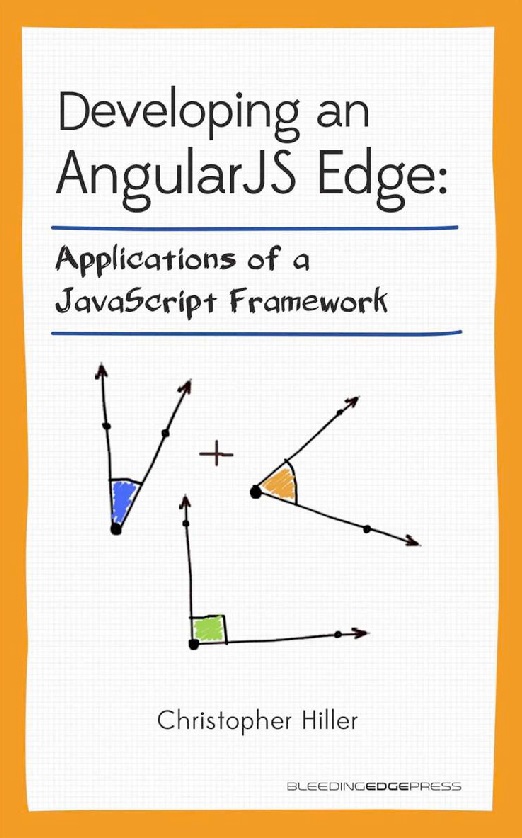 Developing an
AngularJS Edge:
Applications of a
JavaScript Framework
+
Christopher Hiller
BLEEDINGEDGEPRESS